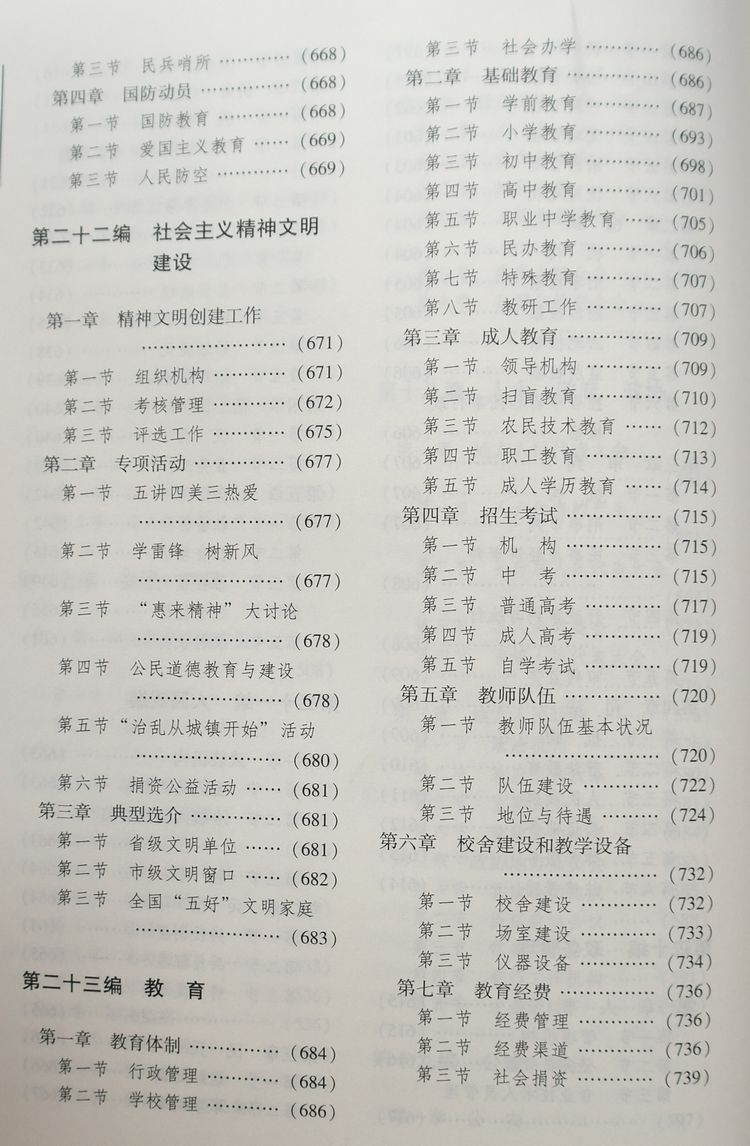 第三节 民兵哨所 …………(668)
第四章 国防动员 …………(668)
第一节 国防教育 …………(668)
第二节 爱国主义教育 ……(669)
第三节 人民防空 …………(669)
第二十二编 社会主义精神文明
建设
第一章 精神文明创建工作
……………………(671)
第一节 组织机构 …………(671)
第二节 考核管理 …………(672)
第三节 评选工作 …………(675)
第二章 专项活动 …………(677)
第一节 五讲四美三热爱
……………………(677)
第二节 学雷锋 树新风
……………………(677)
第三节 “惠来精神”大讨论
……………………(678)
第四节 公民道德教育与建设
……………………(678)
第五节“治乱从城镇开始”活动
……………………(680)
第六节 捐资公益活动 ……(681)
第三章 典型选介 …………(681)
第一节 省级文明单位 ……(681)
第二节 市级文明窗口 ……(682)
第三节 全国“五好”文明家庭
……………………(683)
第二十三编 教 育
第一章 教育体制 …………(684)
第一节 行政管理 …………(684)
第二节 学校管理 …………(686)
第三节 社会办学 …………(686)
第二章 基础教育 …………(686)
第一节 学前教育 …………(687)
第二节 小学教育 …………(693)
第三节 初中教育 …………(698)
第四节 高中教育 …………(701)
第五节 职业中学教育 ……(705)
第六节 民办教育 …………(706)
第七节 特殊教育 …………(707)
第八节 教研工作 …………(707)
第三章 成人教育 …………(709)
第一节 领导机构 …………(709)
第二节 扫盲教育 …………(710)
第三节 农民技术教育 ……(712)
第四节 职工教育 …………(713)
第五节 成人学历教育 ……(714)
第四章 招生考试 …………(715)
第一节 机 构 …………(715)
第二节 中 考 …………(715)
第三节 普通高考 …………(717)
第四节 成人高考 …………(719)
第五节 自学考试 …………(719)
第五章 教师队伍 …………(720)
第一节 教师队伍基本状况
……………………(720)
第二节 队伍建设 …………(722)
第三节 地位与待遇 ………(724)
第六章 校舍建设和教学设备
……………………(732)
第一节 校舍建设 …………(732)
第二节 场室建设 …………(733)
第三节 仪器设备 …………(734)
第七章 教育经费 …………(736)
第一节 经费管理 …………(736)
第二节 经费渠道 …………(736)
第三节 社会捐资 …………(739)